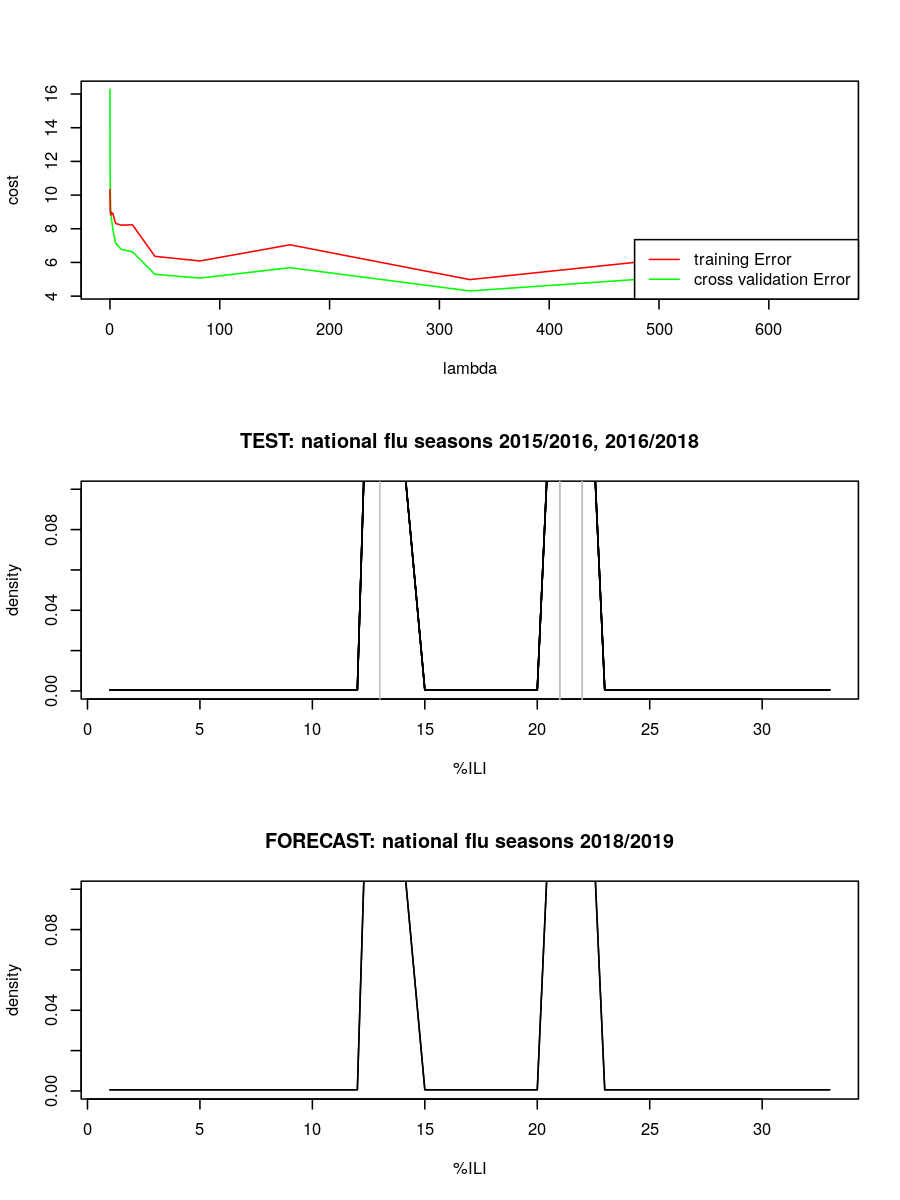 16
14
12
10
8
6
4
cost
training Error
cross validation Error
0 100 200 300 400 500 600
lambda
TEST: national flu seasons 2015/2016, 2016/2018
0.08
0.04
0.00
density
0 5 10 15 20 25 30
%ILI
FORECAST: national flu seasons 2018/2019
0.08
0.04
0.00
density
0 5 10 15 20 25 30
%ILI